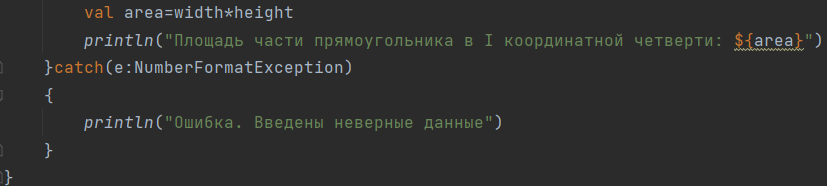 val area=width*height
println("Площадь части прямоугольника в I координатной четверти: ${area}")
}catch(e:NumberFormatException)
{
println("Ошибка. Введены неверные данные")
}
}